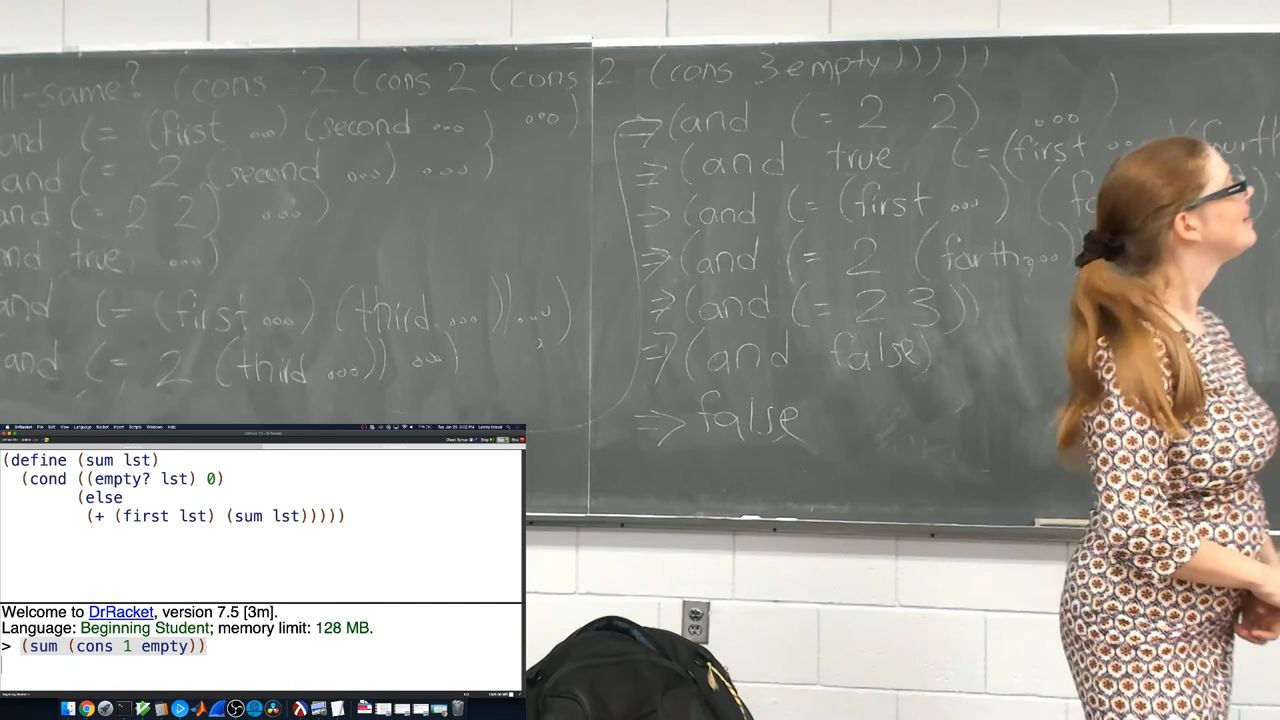 ll-same? (cons 2 (cons 2 (cons 2 (cons 3 empty)))))
and (= (first ...) (second ...) ...)
and (= 2 (second ...) ...)
and (= 2 2) ...)
and true ...)
and (= (first ...) (third ...)) ...)
and (= 2 (third ...)) ...)
⇒ (and (= 2 2) ... )
⇒ (and true (= (first ...
⇒ (and (= (first ...) (fo
⇒ (and (= 2 (forth ...)
⇒ (and (= 2 3))
⇒ (and false)
⇒ false
(define (sum lst)
(cond ((empty? lst) 0)
(else
(+ (first lst) (sum lst)))))
Welcome to DrRacket, version 7.5 [3m].
Language: Beginning Student; memory limit: 128 MB.
> (sum (cons 1 empty))